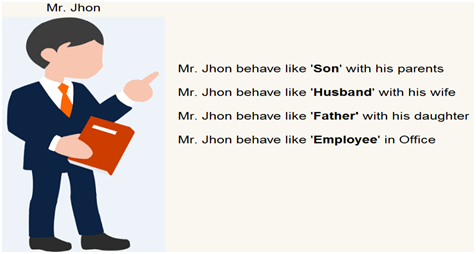 Mr. Jhon
Mr. Jhon behave like 'Son' with his parents
Mr. Jhon behave like 'Husband' with his wife
Mr. Jhon behave like 'Father' with his daughter
Mr. Jhon behave like 'Employee' in Office